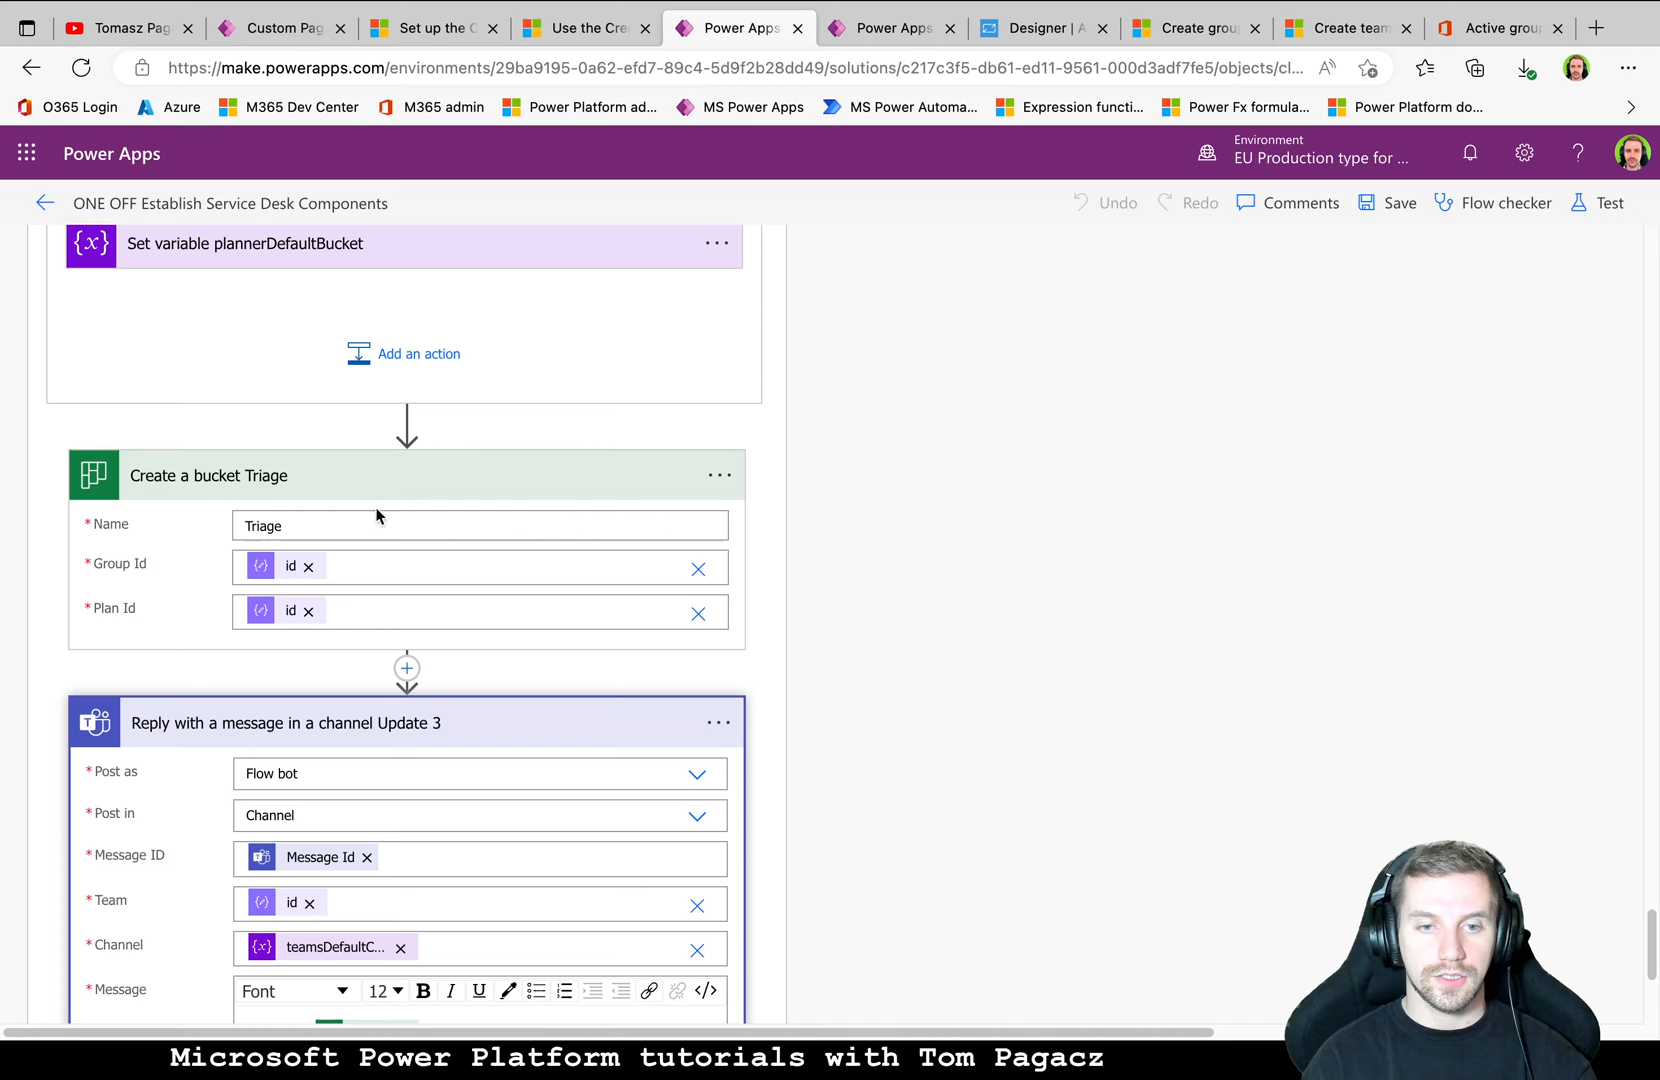 Tomasz Pag
Custom Pag
Set up the C
Use the Cre
Power Apps
Power Apps
Designer | A
Create grou
Create team
Active grou
https://make.powerapps.com/environments/29ba9195-0a62-efd7-89c4-5d9f2b28dd49/solutions/c217c3f5-db61-ed11-9561-000d3adf7fe5/objects/cl...
O365 Login
Azure
M365 Dev Center
M365 admin
Power Platform ad...
MS Power Apps
MS Power Automa...
Expression functi...
Power Fx formula...
Power Platform do...
Power Apps
Environment
EU Production type for ...
ONE OFF Establish Service Desk Components
Undo
Redo
Comments
Save
Flow checker
Test
{x} Set variable plannerDefaultBucket
Add an action
Create a bucket Triage
*Name
Triage
*Group Id
id
*Plan Id
id
Reply with a message in a channel Update 3
*Post as
Flow bot
*Post in
Channel
*Message ID
Message Id
*Team
id
*Channel
{x} teamsDefaultC...
*Message
Font
12
B I U </>
Microsoft Power Platform tutorials with Tom Pagacz